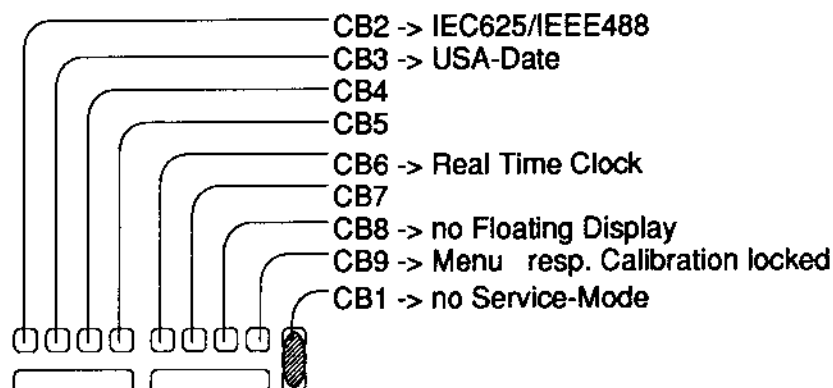 CB2 -> IEC625/IEEE488
CB3 -> USA-Date
CB4
CB5
CB6 -> Real Time Clock
CB7
CB8 -> no Floating Display
CB9 -> Menu resp. Calibration locked
CB1 -> no Service-Mode